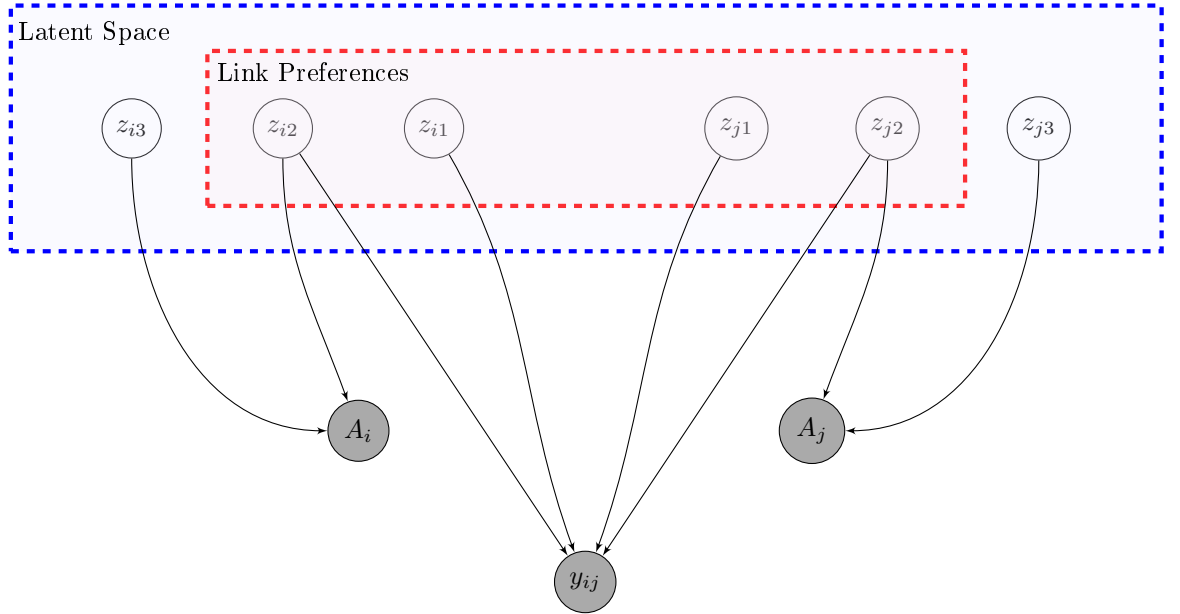 Latent Space
Link Preferences
z_{i3} z_{i2} z_{i1} z_{j1} z_{j2} z_{j3}
A_i A_j
y_{ij}